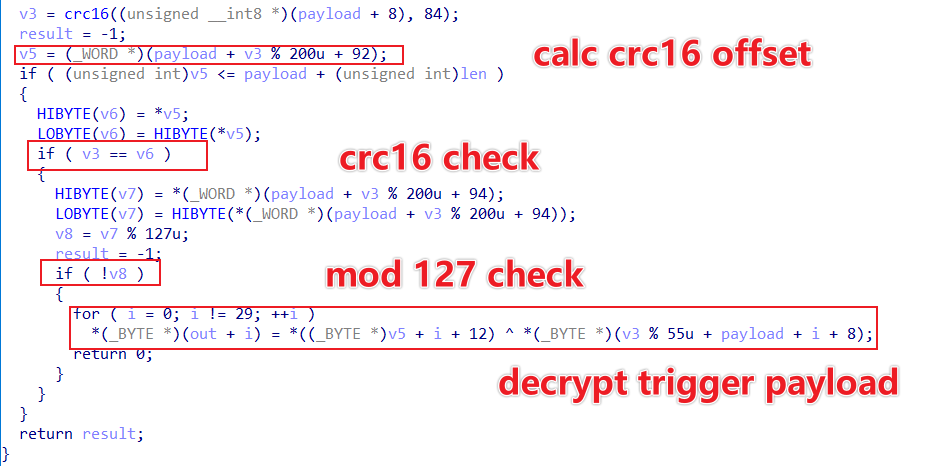 v3 = crc16((unsigned __int8 *)(payload + 8), 84);
result = -1;
v5 = (_WORD *)(payload + v3 % 200u + 92);
calc crc16 offset
if ( (unsigned int)v5 <= payload + (unsigned int)len )
{
HIBYTE(v6) = *v5;
LOBYTE(v6) = HIBYTE(*v5);
if ( v3 == v6 )
crc16 check
{
HIBYTE(v7) = *(_WORD *)(payload + v3 % 200u + 94);
LOBYTE(v7) = HIBYTE(*(_WORD *)(payload + v3 % 200u + 94));
v8 = v7 % 127u;
result = -1;
if ( !v8 )
mod 127 check
{
for ( i = 0; i != 29; ++i )
*(_BYTE *)(out + i) = *((_BYTE *)v5 + i + 12) ^ *(_BYTE *)(v3 % 55u + payload + i + 8);
return 0;
decrypt trigger payload
}
}
}
return result;
}